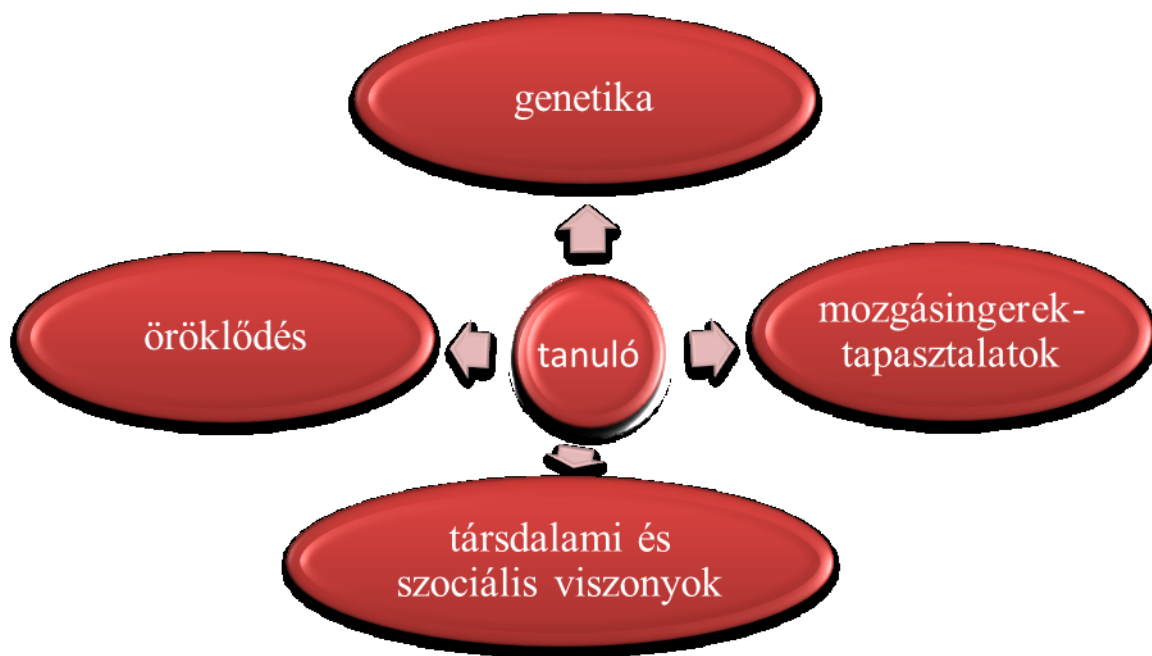 genetika
öröklődés
tanuló
mozgásingerek-
tapasztalatok
társdalami és
szociális viszonyok